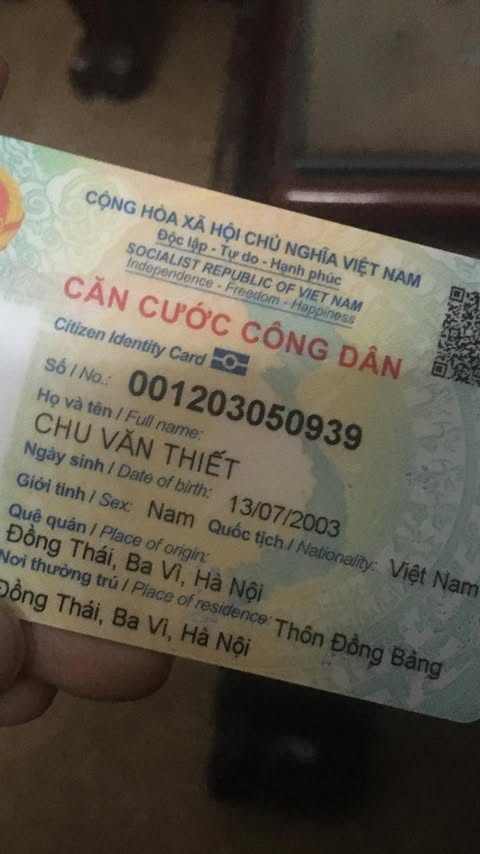 CỘNG HÒA XÃ HỘI CHỦ NGHĨA VIỆT NAM
Độc lập - Tự do - Hạnh phúc
SOCIALIST REPUBLIC OF VIET NAM
Independence - Freedom - Happiness
CĂN CƯỚC CÔNG DÂN
Citizen Identity Card
Số / No.: 001203050939
Họ và tên / Full name:
CHU VĂN THIẾT
Ngày sinh / Date of birth: 13/07/2003
Giới tính / Sex: Nam Quốc tịch / Nationality: Việt Nam
Quê quán / Place of origin:
Đồng Thái, Ba Vì, Hà Nội
Nơi thường trú / Place of residence: Thôn Đồng Bảng
Đồng Thái, Ba Vì, Hà Nội